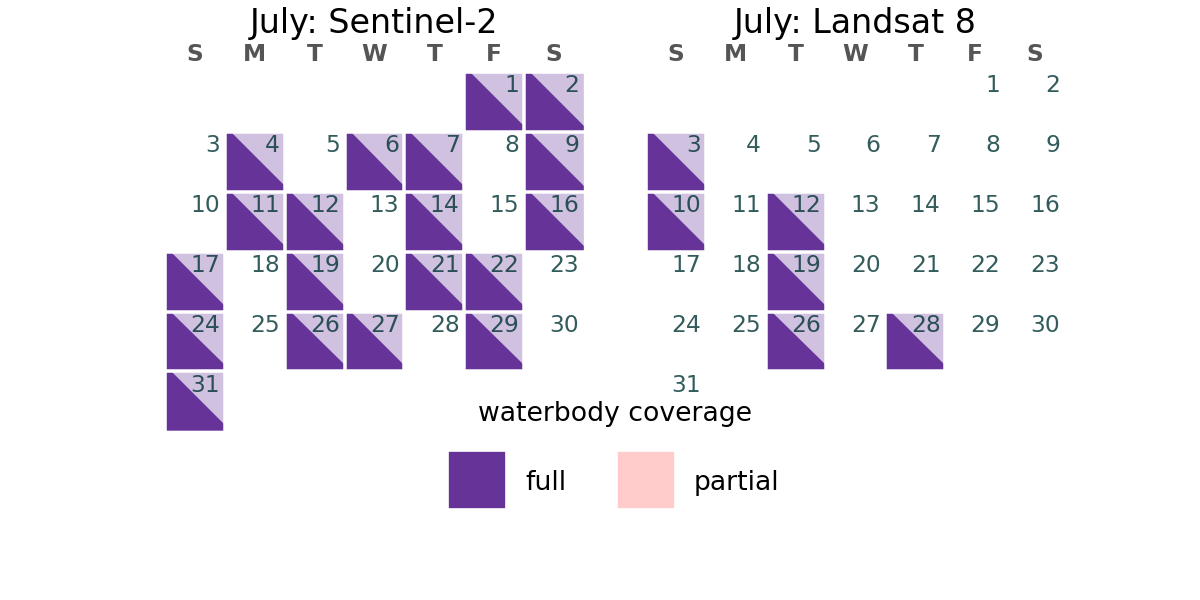 July: Sentinel-2
S M T W T F S
1 2
3 4 5 6 7 8 9
10 11 12 13 14 15 16
17 18 19 20 21 22 23
24 25 26 27 28 29 30
31
July: Landsat 8
S M T W T F S
1 2
3 4 5 6 7 8 9
10 11 12 13 14 15 16
17 18 19 20 21 22 23
24 25 26 27 28 29 30
31
waterbody coverage
full partial